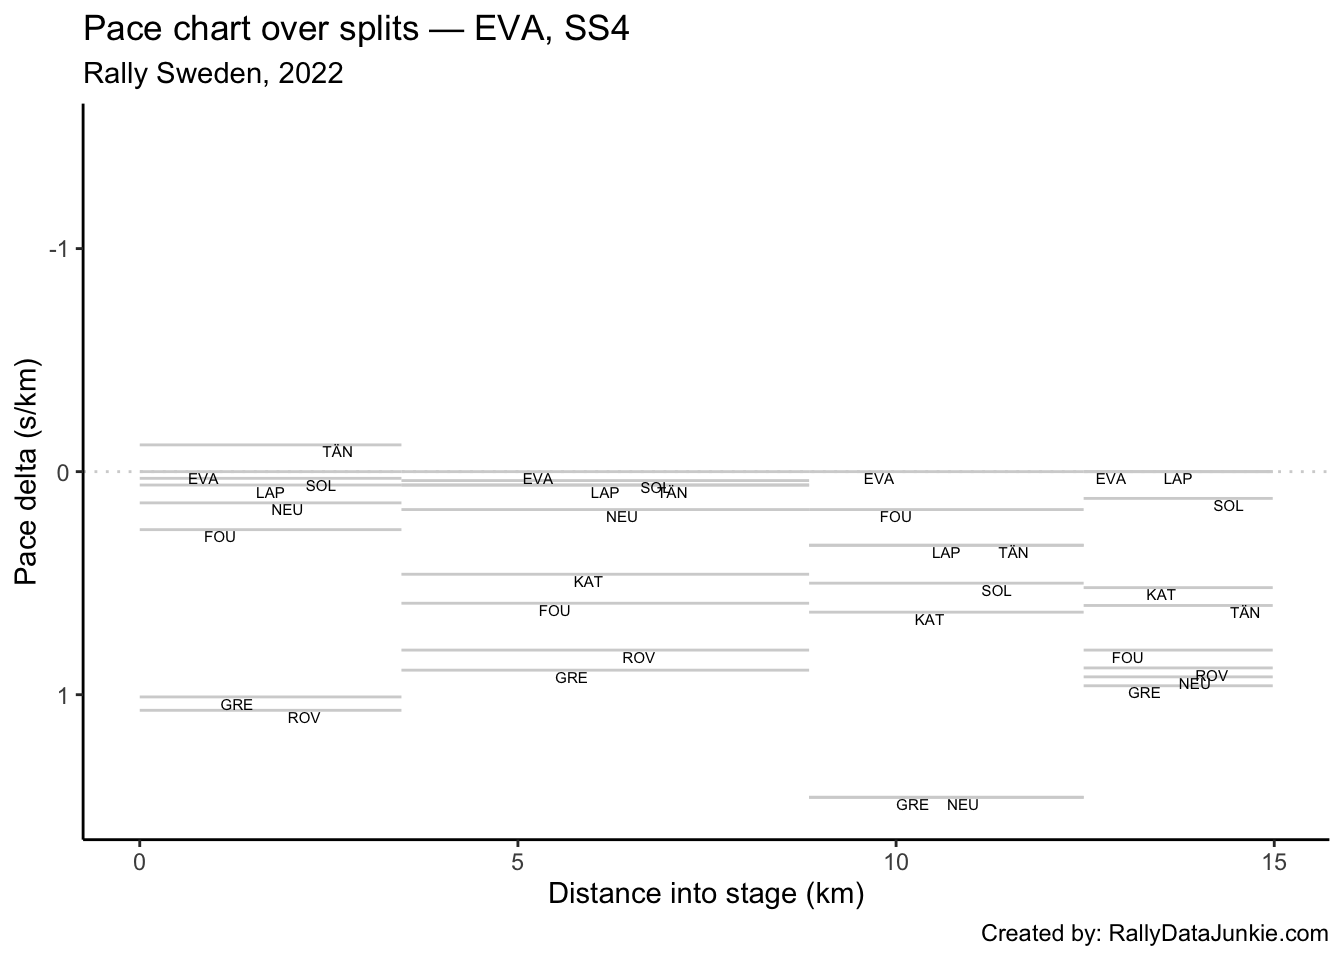 Pace chart over splits — EVA, SS4
Rally Sweden, 2022
Pace delta (s/km)
-1
0
1
TÄN
EVA
SOL
LAP
NEU
FOU
GRE
ROV
EVA
SOL
LAP
TÄN
NEU
KAT
FOU
ROV
GRE
EVA
FOU
LAP TÄN
SOL
KAT
GRE NEU
EVA LAP
SOL
KAT
TÄN
FOU
ROV
NEU
GRE
0 5 10 15
Distance into stage (km)
Created by: RallyDataJunkie.com